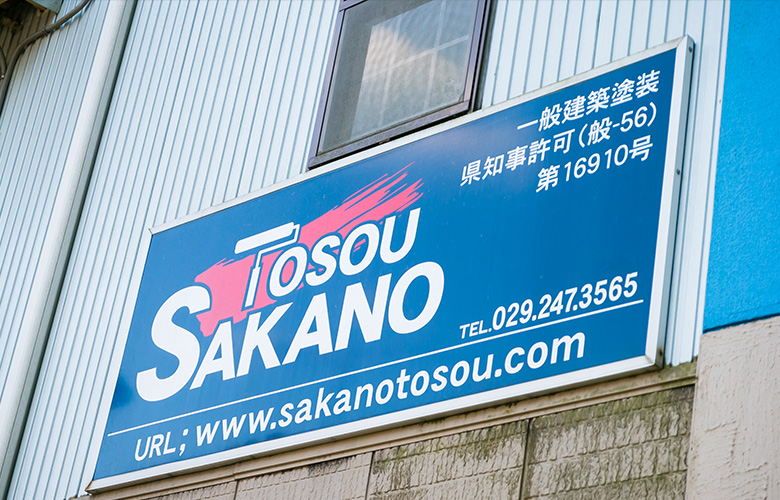 一般建築塗装
県知事許可(般-56)
第16910号
TOSOU
SAKANO
TEL.029.247.3565
URL; www.sakanotosou.com